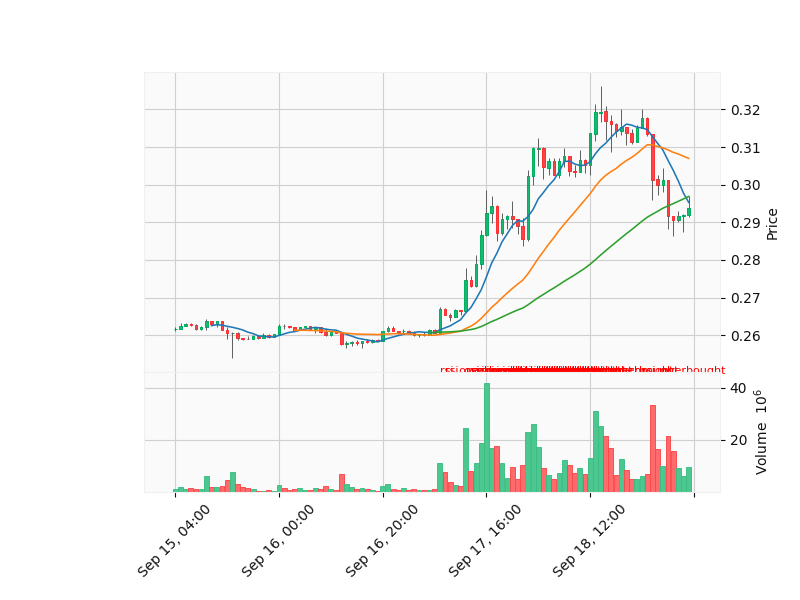 0.32
0.31
0.30
0.29
0.28
0.27
0.26
Price
40
20
Volume 10⁶
Sep 15, 04:00
Sep 16, 00:00
Sep 16, 20:00
Sep 17, 16:00
Sep 18, 12:00